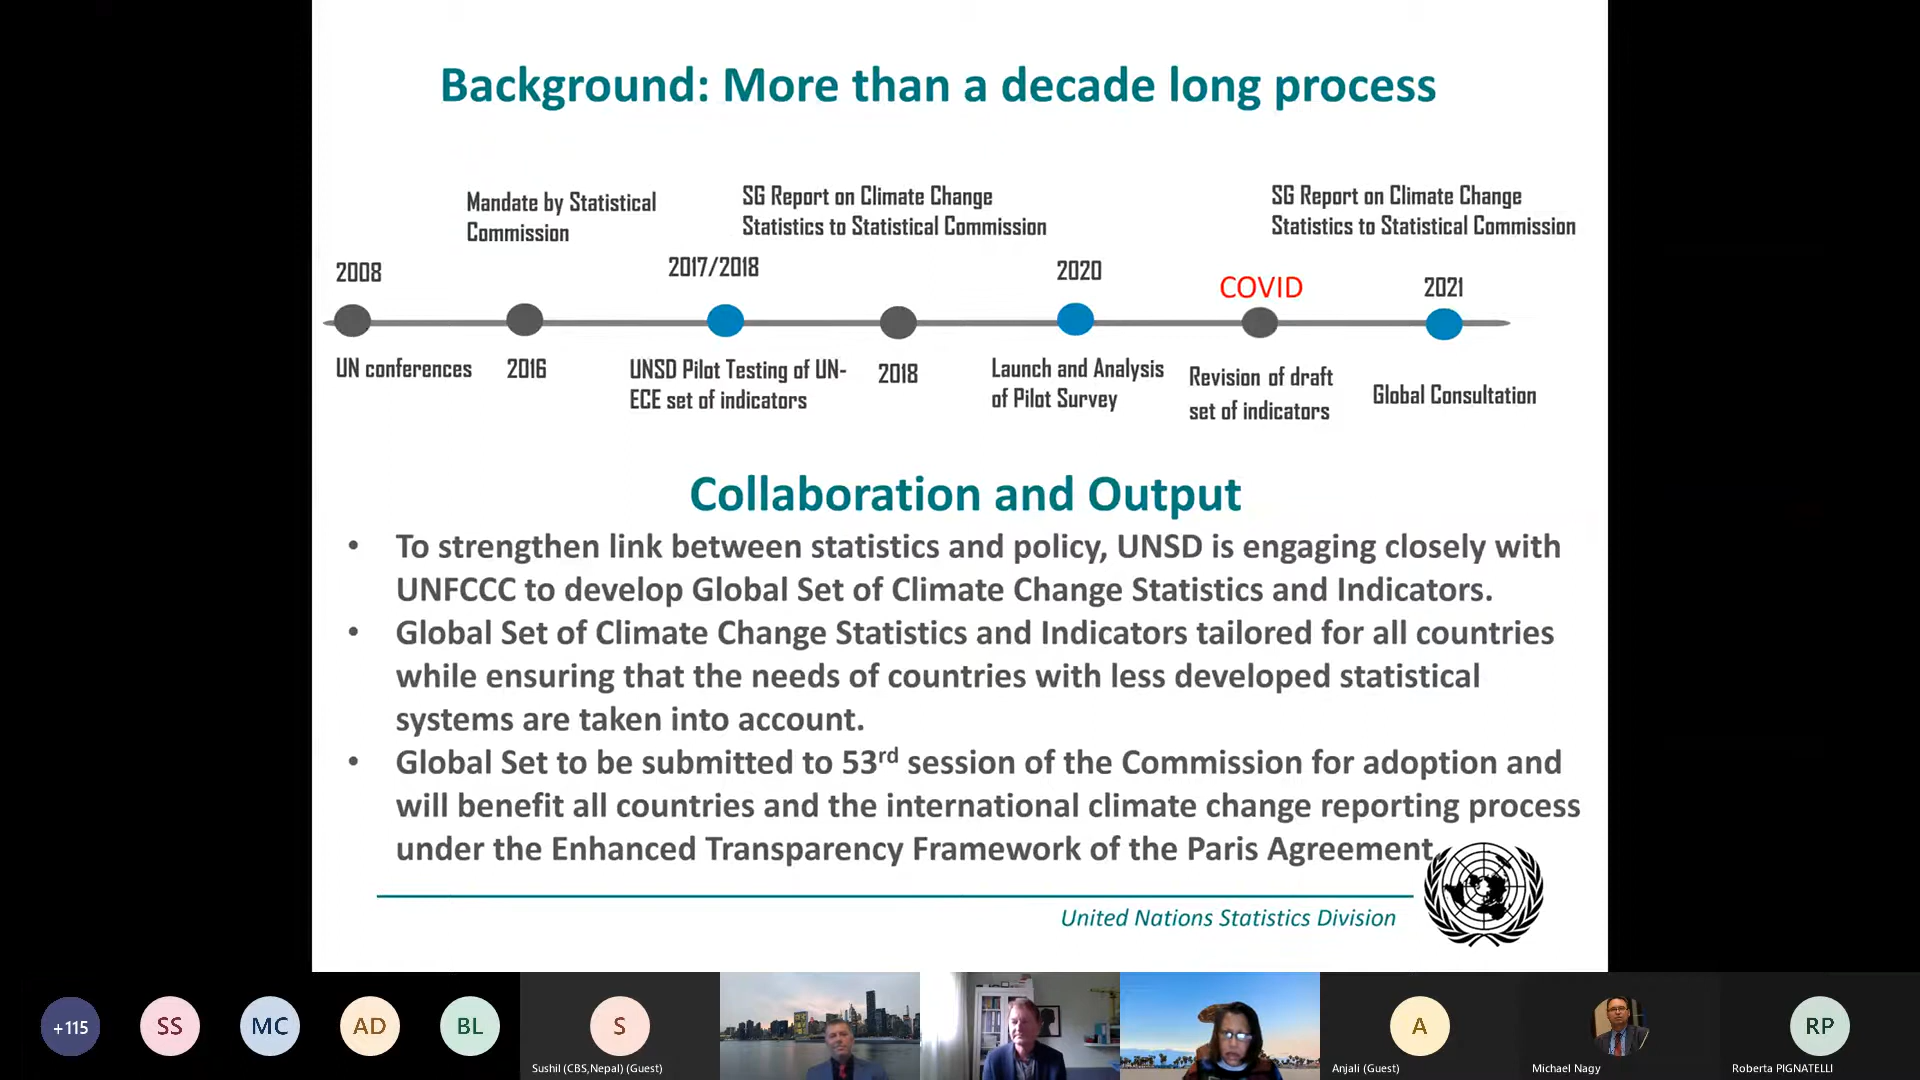 Background: More than a decade long process
Mandate by Statistical
Commission
SG Report on Climate Change
Statistics to Statistical Commission
SG Report on Climate Change
Statistics to Statistical Commission
2008
2017/2018
2020
COVID
2021
UN conferences
2016
UNSD Pilot Testing of UN-
ECE set of indicators
2018
Launch and Analysis
of Pilot Survey
Revision of draft
set of indicators
Global Consultation
Collaboration and Output
• To strengthen link between statistics and policy, UNSD is engaging closely with
UNFCCC to develop Global Set of Climate Change Statistics and Indicators.
• Global Set of Climate Change Statistics and Indicators tailored for all countries
while ensuring that the needs of countries with less developed statistical
systems are taken into account.
• Global Set to be submitted to 53rd session of the Commission for adoption and
will benefit all countries and the international climate change reporting process
under the Enhanced Transparency Framework of the Paris Agreement.
United Nations Statistics Division
+115
SS
MC
AD
BL
S
Sushil (CBS,Nepal) (Guest)
A
Anjali (Guest)
Michael Nagy
RP
Roberta PIGNATELLI